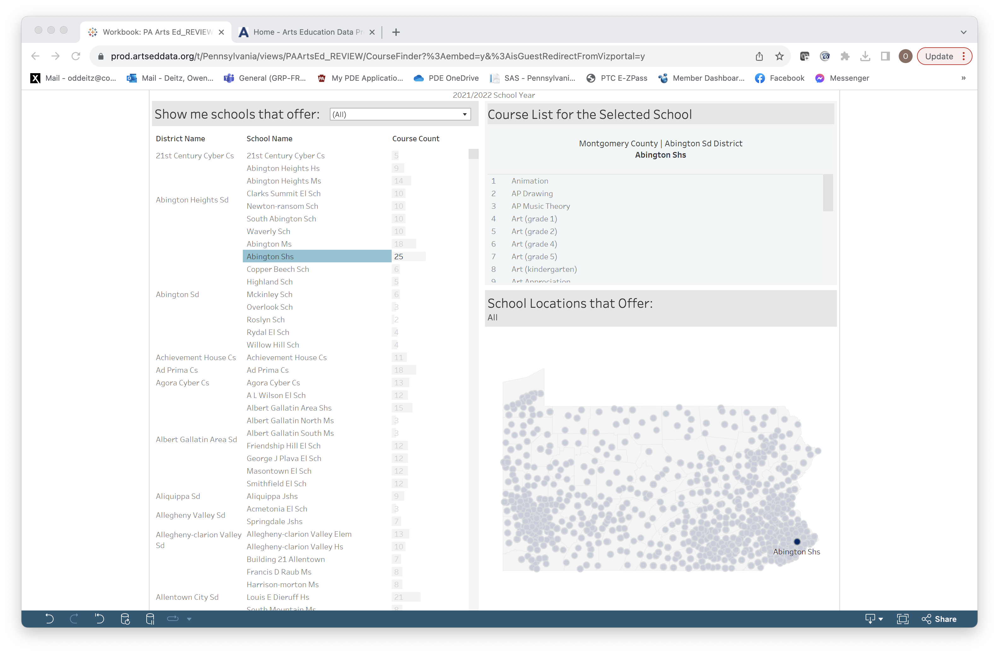 Workbook: PA Arts Ed_REVIEW
Home - Arts Education Data Pr
prod.artseddata.org/t/Pennsylvania/views/PAArtsEd_REVIEW/CourseFinder?%3Aembed=y&%3AisGuestRedirectFromVizportal=y
O
Update
Mail - oddeitz@co...
Mail - Deitz, Owen...
General (GRP-FR...
My PDE Applicatio...
PDE OneDrive
SAS - Pennsylvani...
PTC E-ZPass
Member Dashboar...
Facebook
Messenger
»
2021/2022 School Year
Show me schools that offer: (All)
District Name School Name Course Count
21st Century Cyber Cs 21st Century Cyber Cs 5
Abington Heights Hs 9
Abington Heights Ms 14
Clarks Summit El Sch 10
Abington Heights Sd
Newton-ransom Sch 10
South Abington Sch 10
Waverly Sch 10
Abington Ms 18
Abington Shs 25
Copper Beech Sch 6
Highland Sch 5
Abington Sd Mckinley Sch 6
Overlook Sch 3
Roslyn Sch 2
Rydal El Sch 4
Willow Hill Sch 4
Achievement House Cs Achievement House Cs 11
Ad Prima Cs Ad Prima Cs 18
Agora Cyber Cs Agora Cyber Cs 13
A L Wilson El Sch 12
Albert Gallatin Area Shs 15
Albert Gallatin North Ms 3
Albert Gallatin South Ms 3
Albert Gallatin Area Sd
Friendship Hill El Sch 12
George J Plava El Sch 12
Masontown El Sch 12
Smithfield El Sch 12
Aliquippa Sd Aliquippa Jshs 9
Acmetonia El Sch 3
Allegheny Valley Sd
Springdale Jshs 7
Allegheny-clarion Valley
Sd
Allegheny-clarion Valley Elem 13
Allegheny-clarion Valley Hs 10
Building 21 Allentown 7
Francis D Raub Ms 8
Harrison-morton Ms 8
Allentown City Sd Louis E Dieruff Hs 21
South Mountain Ms 8
Course List for the Selected School
Montgomery County | Abington Sd District
Abington Shs
1 Animation
2 AP Drawing
3 AP Music Theory
4 Art (grade 1)
5 Art (grade 2)
6 Art (grade 4)
7 Art (grade 5)
8 Art (kindergarten)
9 Art Appreciation
School Locations that Offer:
All
Abington Shs
Share